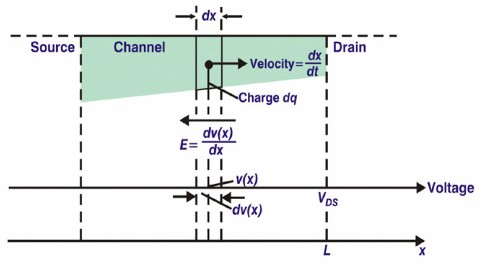 dx
Source
Channel
Drain
Velocity = dx/dt
Charge dq
E = dv(x)/dx
v(x)
Voltage
dv(x)
V_DS
L
x